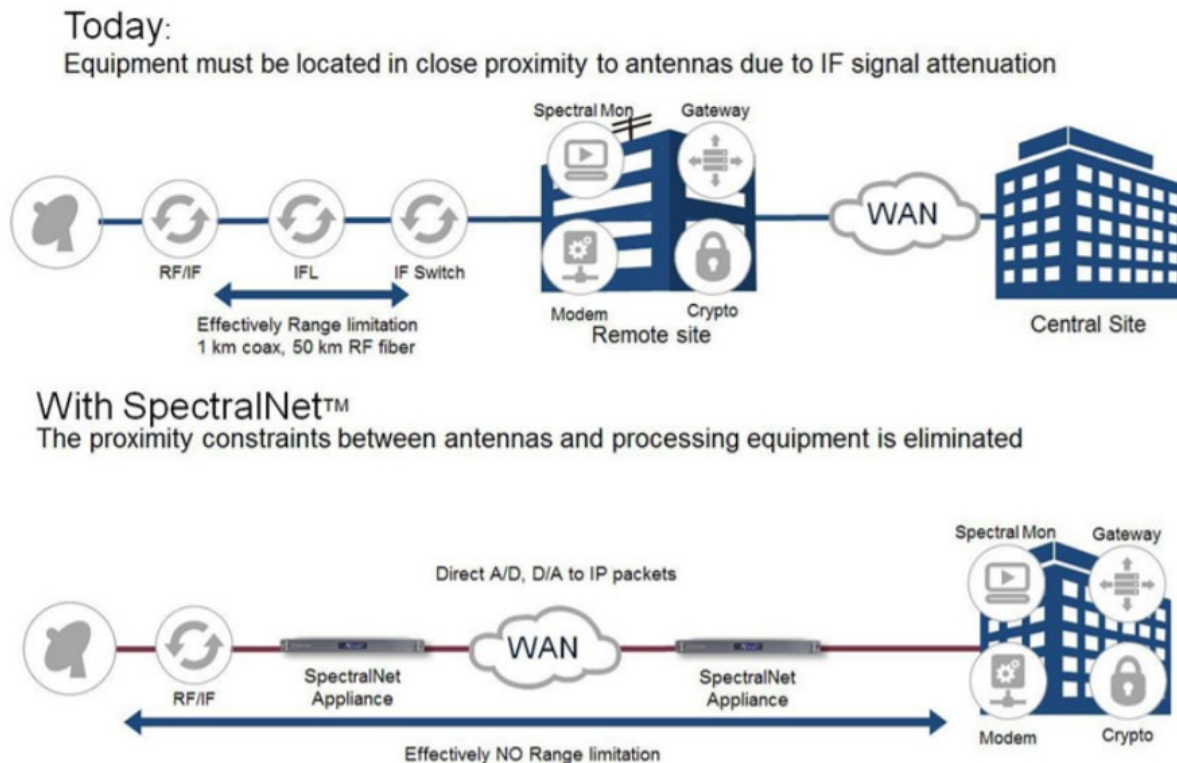 Today:
Equipment must be located in close proximity to antennas due to IF signal attenuation
Spectral Mon
Gateway
WAN
RF/IF
IFL
IF Switch
Effectively Range limitation
1 km coax, 50 km RF fiber
Modem
Crypto
Remote site
Central Site
With SpectralNet™
The proximity constraints between antennas and processing equipment is eliminated
Spectral Mon
Gateway
Direct A/D, D/A to IP packets
WAN
RF/IF
SpectralNet
Appliance
SpectralNet
Appliance
Modem
Crypto
Effectively NO Range limitation